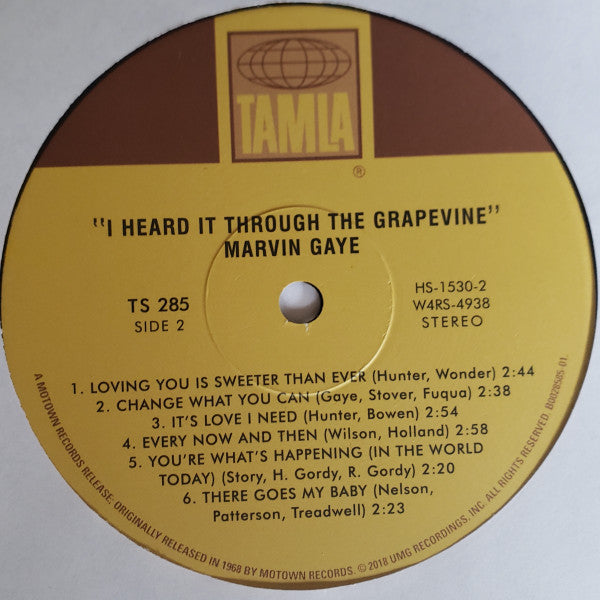 TAMLA
®
"I HEARD IT THROUGH THE GRAPEVINE"
MARVIN GAYE
TS 285
SIDE 2
HS-1530-2
W4RS-4938
STEREO
1. LOVING YOU IS SWEETER THAN EVER (Hunter, Wonder) 2:44
2. CHANGE WHAT YOU CAN (Gaye, Stover, Fuqua) 2:38
3. IT'S LOVE I NEED (Hunter, Bowen) 2:54
4. EVERY NOW AND THEN (Wilson, Holland) 2:58
5. YOU'RE WHAT'S HAPPENING (IN THE WORLD
TODAY) (Story, H. Gordy, R. Gordy) 2:20
6. THERE GOES MY BABY (Nelson,
Patterson, Treadwell) 2:23
A MOTOWN RECORDS RELEASE; ORIGINALLY RELEASED IN 1968 BY MOTOWN RECORDS. © 2018 UMG RECORDINGS, INC. ALL RIGHTS RESERVED. B0028585-01.